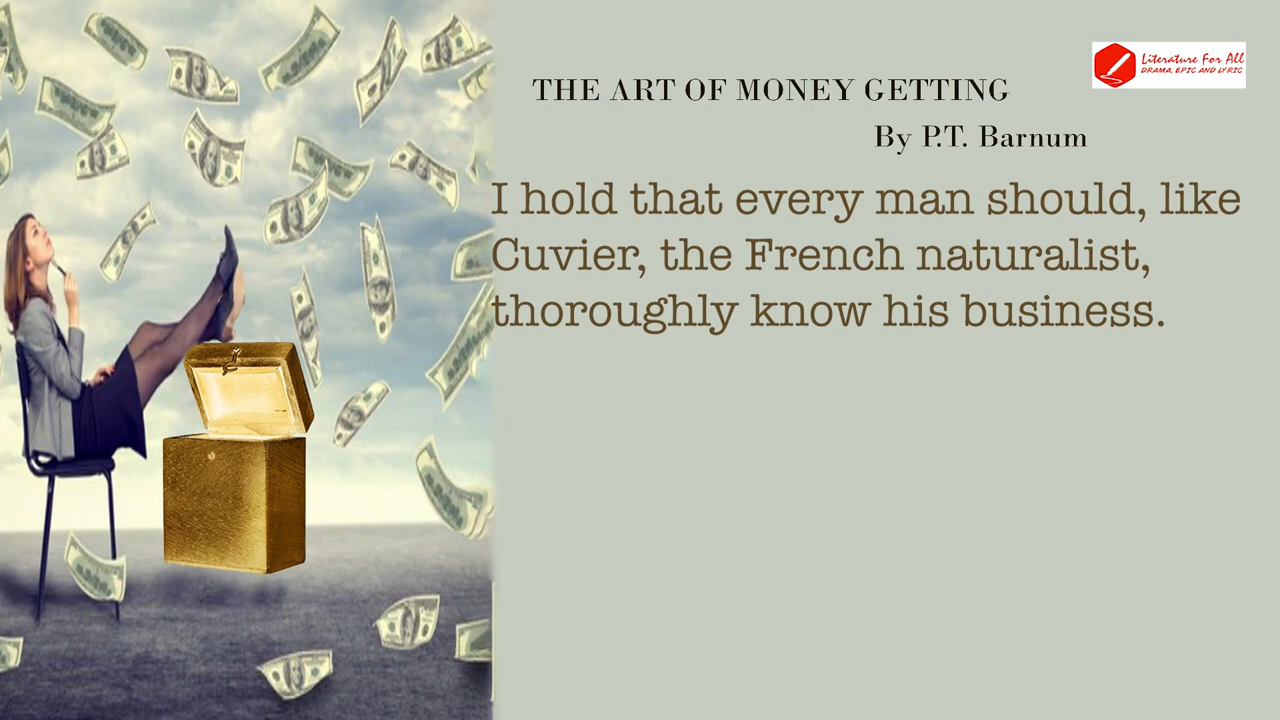 Literature For All
DRAMA, EPIC AND LYRIC
THE ART OF MONEY GETTING
By P.T. Barnum
I hold that every man should, like
Cuvier, the French naturalist,
thoroughly know his business.